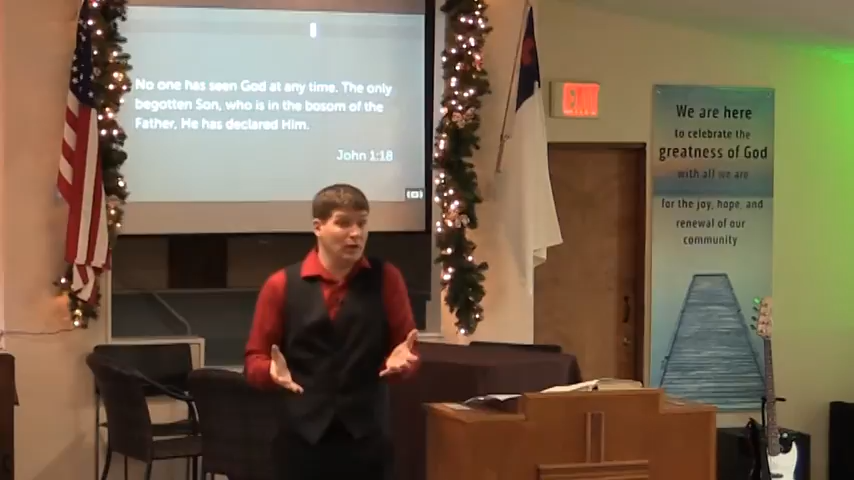 No one has seen God at any time. The only
begotten Son, who is in the bosom of the
Father, He has declared Him.
John 1:18
EXIT
We are here
to celebrate the
greatness of God
with all we are
for the joy, hope, and
renewal of our
community